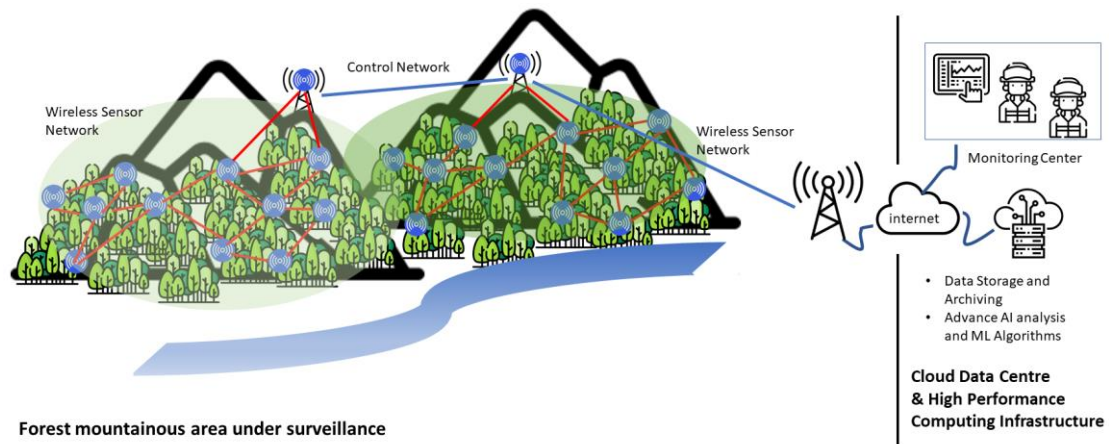 Control Network
Wireless Sensor
Network
Wireless Sensor
Network
Monitoring Center
internet
• Data Storage and
Archiving
• Advance AI analysis
and ML Algorithms
Cloud Data Centre
& High Performance
Computing Infrastructure
Forest mountainous area under surveillance